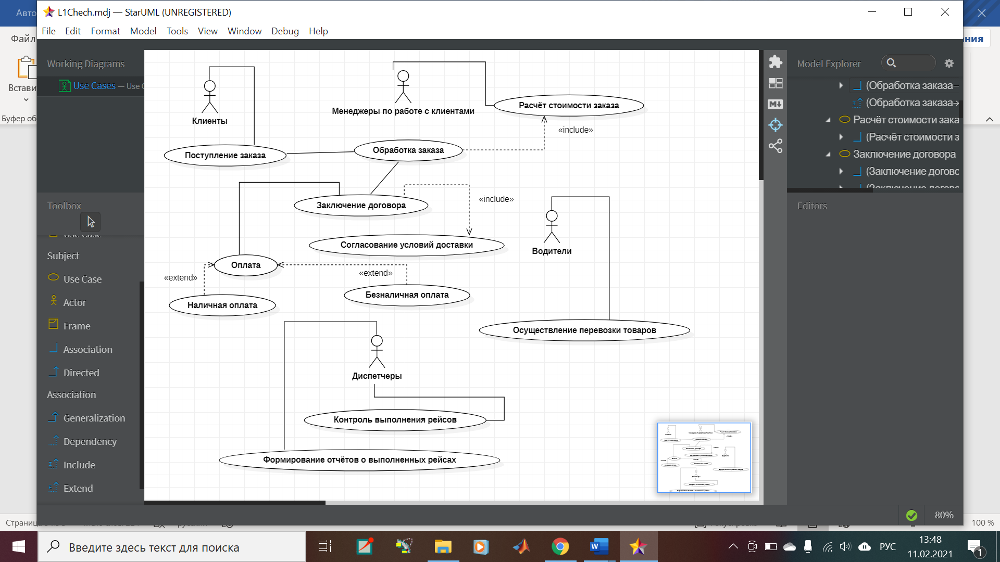 Авто
L1Chech.mdj — StarUML (UNREGISTERED)
File Edit Format Model Tools View Window Debug Help
Файл
ния
Встави
Буфер об
Working Diagrams
Use Cases — Use C
Toolbox
Use Case
Subject
Use Case
Actor
Frame
Association
Directed
Association
Generalization
Dependency
Include
Extend
Клиенты
Менеджеры по работе с клиентами
Расчёт стоимости заказа
«include»
Поступление заказа
Обработка заказа
Заключение договора
«include»
Согласование условий доставки
Водители
Оплата
«extend»
«extend»
Наличная оплата
Безналичная оплата
Осуществление перевозки товаров
Диспетчеры
Контроль выполнения рейсов
Формирование отчётов о выполненных рейсах
Model Explorer
(Обработка заказа—
(Обработка заказа→
Расчёт стоимости зака
(Расчёт стоимости з
Заключение договора
(Заключение догово
Editors
80%
Страниц
100 %
Введите здесь текст для поиска
РУС
13:48
11.02.2021
1